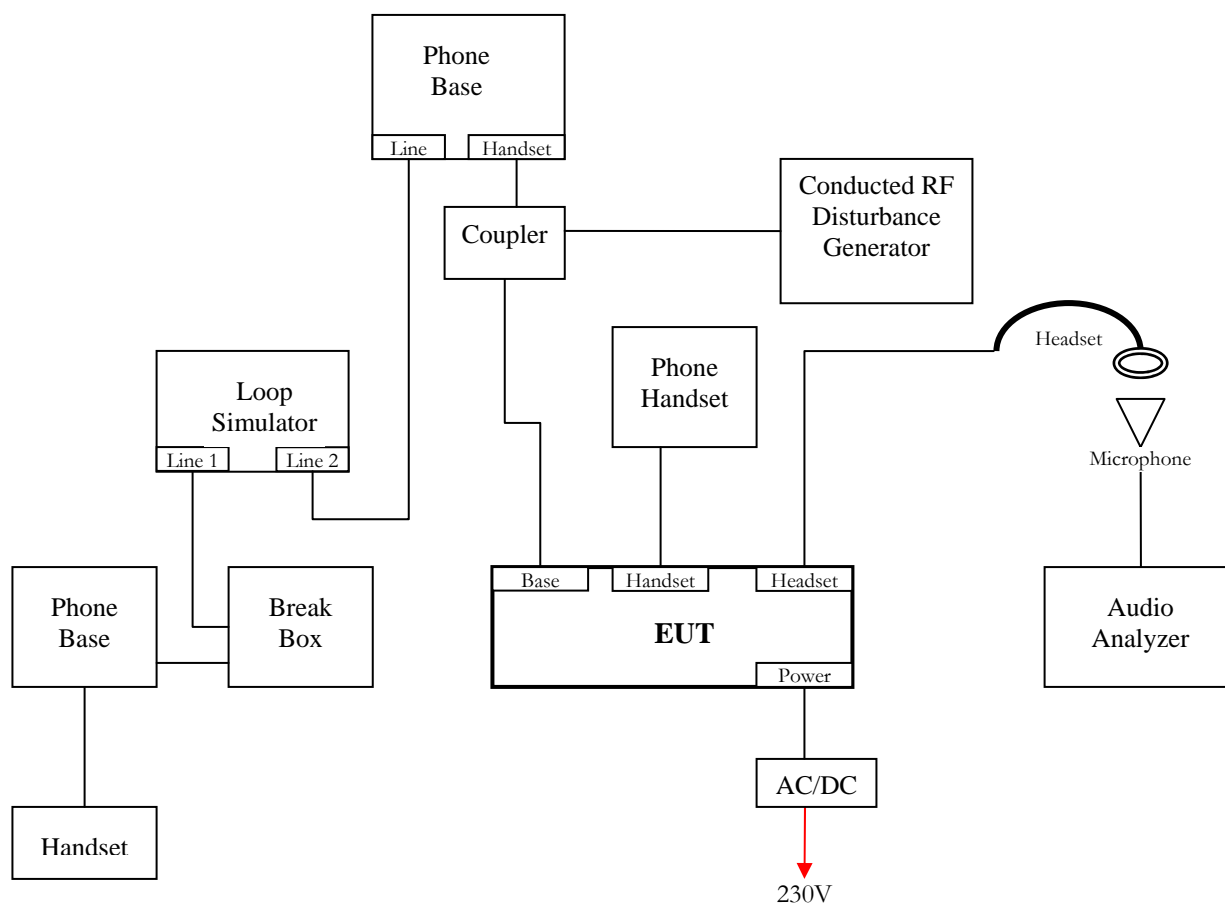 Phone
Base
Line
Handset
Conducted RF
Disturbance
Generator
Coupler
Headset
Phone
Handset
Loop
Simulator
Line 1
Line 2
Microphone
Phone
Base
Break
Box
Base
Handset
Headset
EUT
Power
Audio
Analyzer
AC/DC
Handset
230V